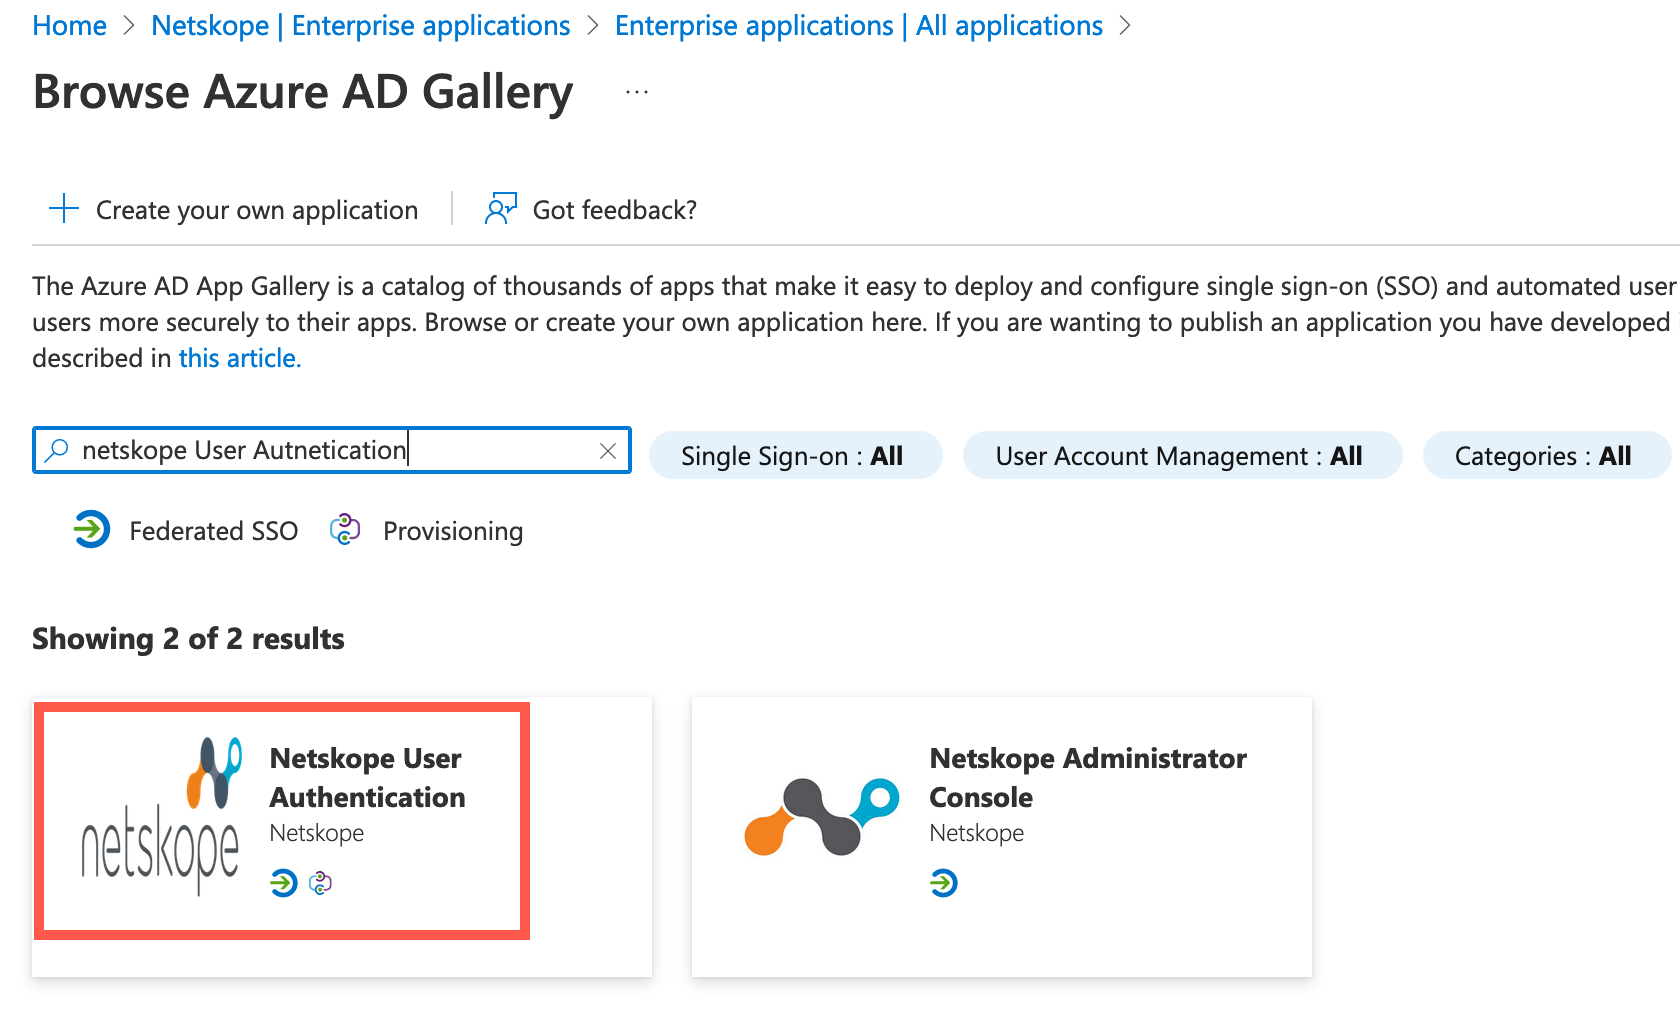 Home > Netskope | Enterprise applications > Enterprise applications | All applications >
Browse Azure AD Gallery ...
Create your own application | Got feedback?
The Azure AD App Gallery is a catalog of thousands of apps that make it easy to deploy and configure single sign-on (SSO) and automated user
users more securely to their apps. Browse or create your own application here. If you are wanting to publish an application you have developed
described in this article.
netskope User Autnetication
Single Sign-on : All
User Account Management : All
Categories : All
Federated SSO
Provisioning
Showing 2 of 2 results
netskope
Netskope User
Authentication
Netskope
Netskope Administrator
Console
Netskope